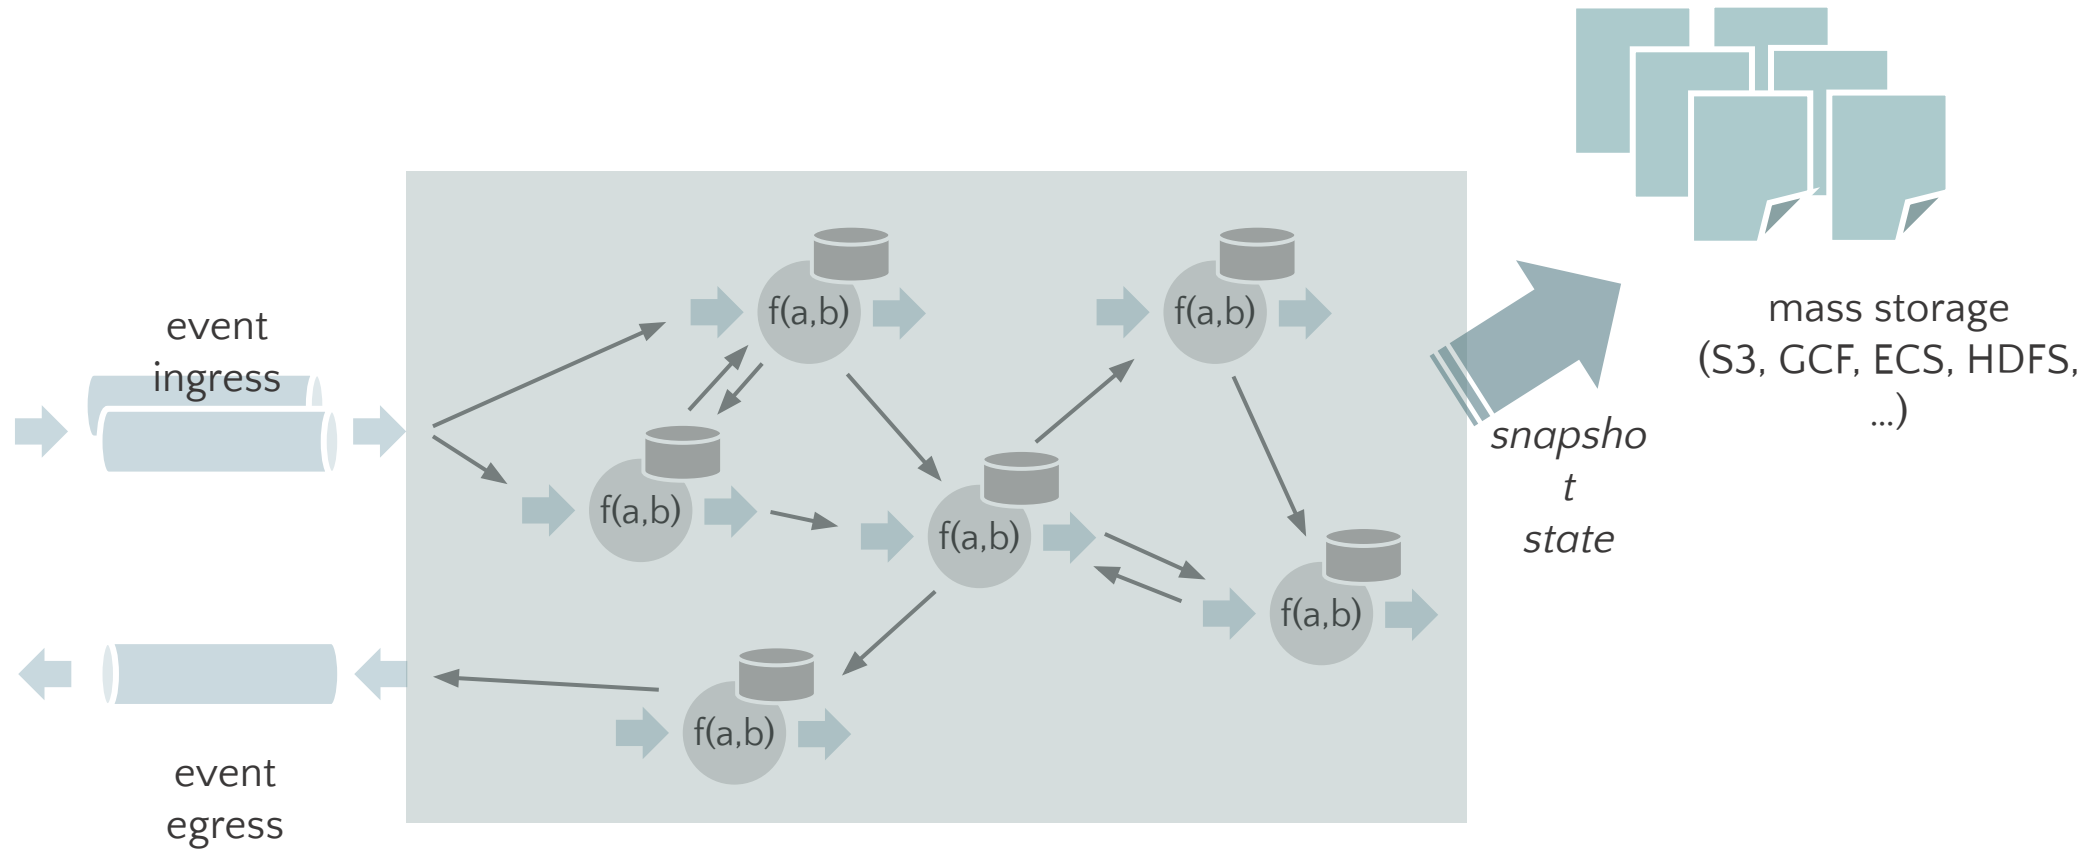 event
ingress
f(a,b)
f(a,b)
f(a,b)
f(a,b)
f(a,b)
f(a,b)
event
egress
snapsho
t
state
mass storage
(S3, GCF, ECS, HDFS,
...)